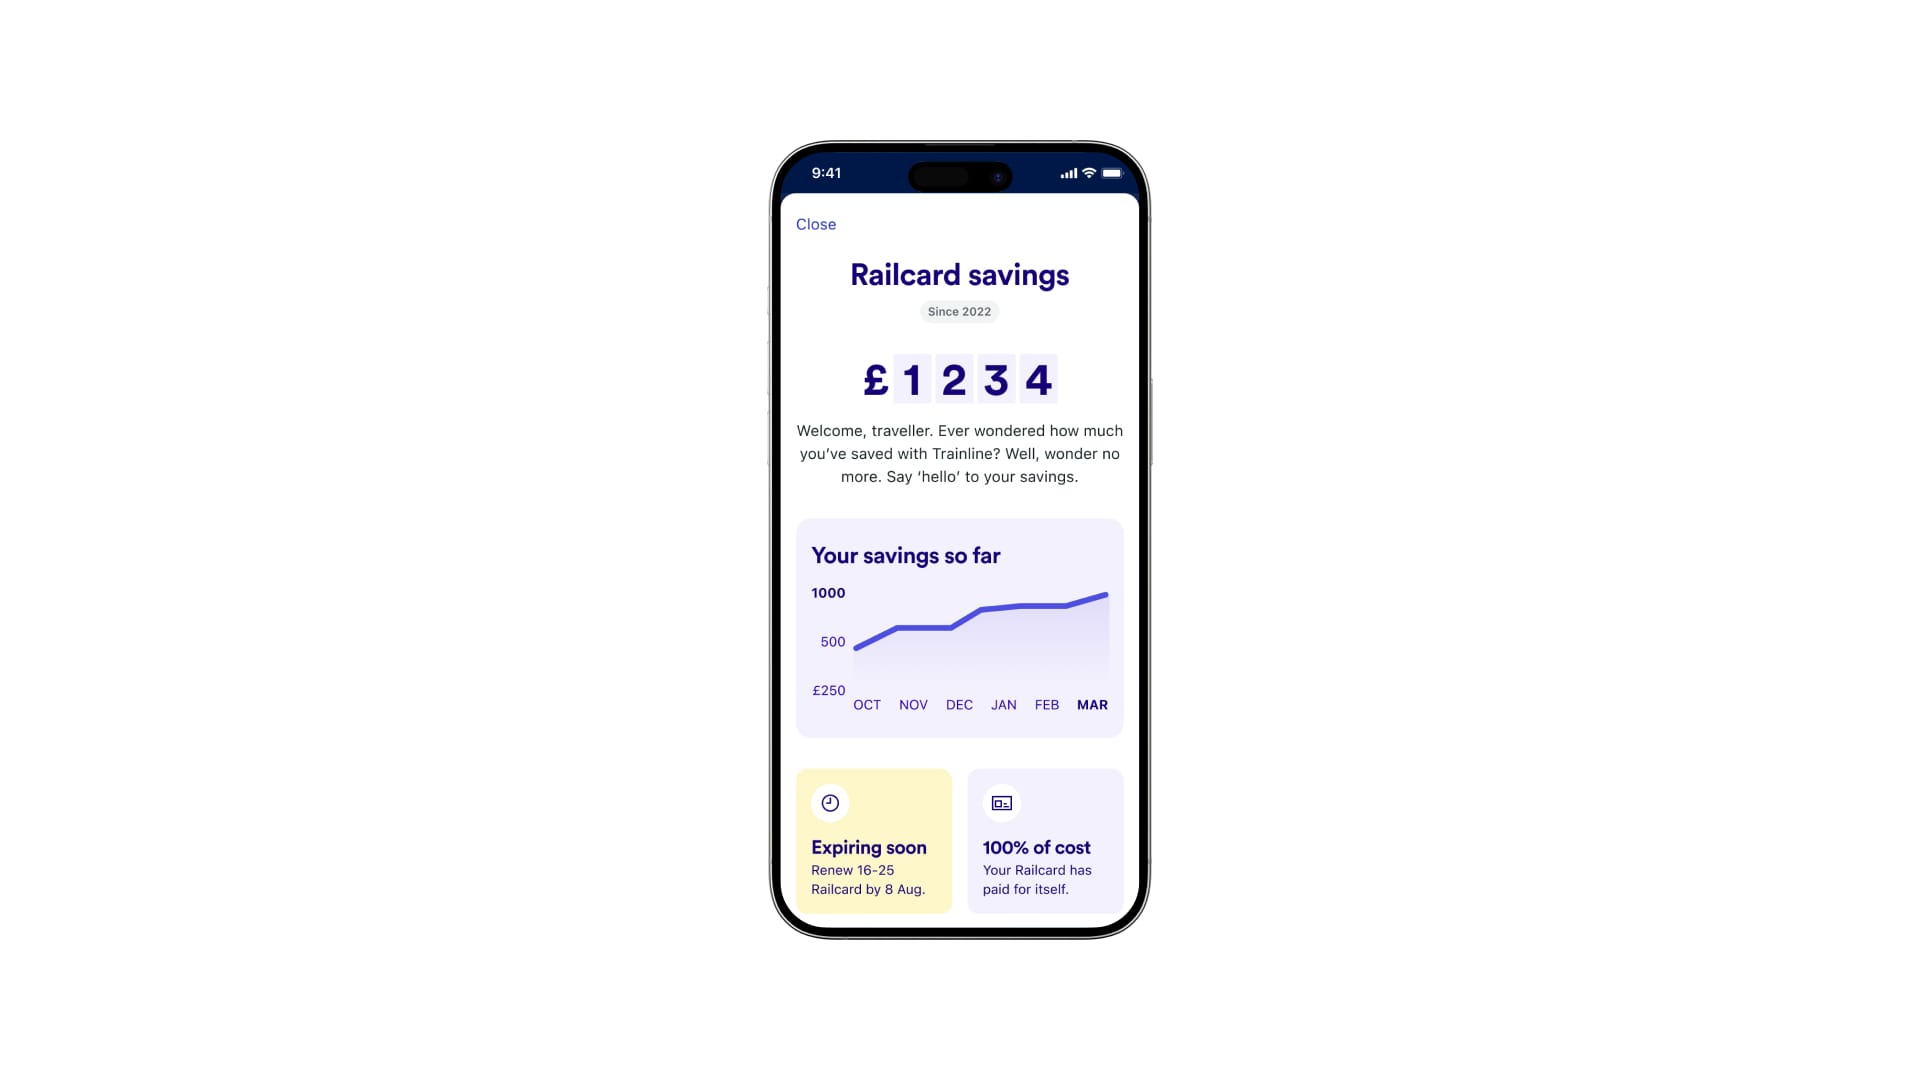 9:41
Close
Railcard savings
Since 2022
£1234
Welcome, traveller. Ever wondered how much
you’ve saved with Trainline? Well, wonder no
more. Say ‘hello’ to your savings.
Your savings so far
1000
500
£250
OCT NOV DEC JAN FEB MAR
Expiring soon
Renew 16-25
Railcard by 8 Aug.
100% of cost
Your Railcard has
paid for itself.